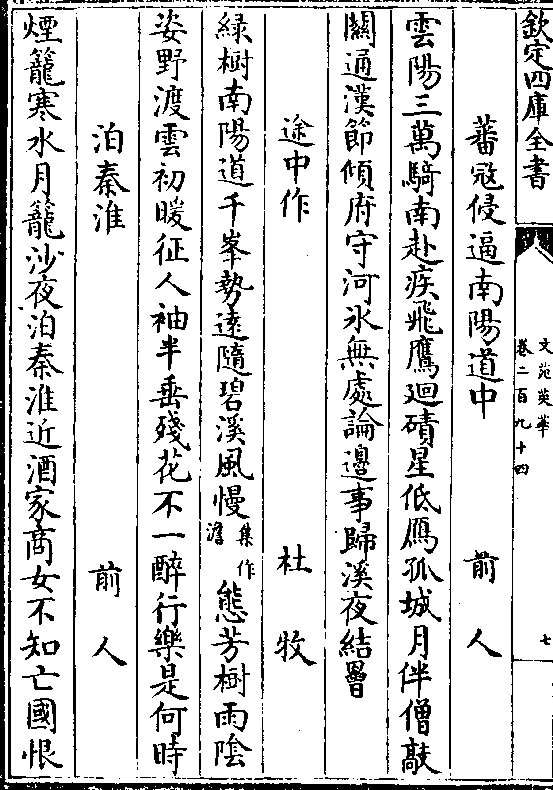 欽定四庫全書
文苑英華
卷二百九十四
七
蕃冦侵逼南陽道中　前人
雲陽三萬騎南赴疾飛鷹迴磧星低鴈孤城月伴僧敲
關通漢節傾府守河氷無處論邊事歸溪夜結罾
途中作　杜牧
綠樹南陽道千峯勢逺隨碧溪風慢集作澹態芳樹雨隂
姿野渡雲初暖征人袖半垂殘花不一醉行樂是何時
泊秦淮　前人
煙籠寒水月籠沙夜泊秦淮近酒家商女不知亡國恨